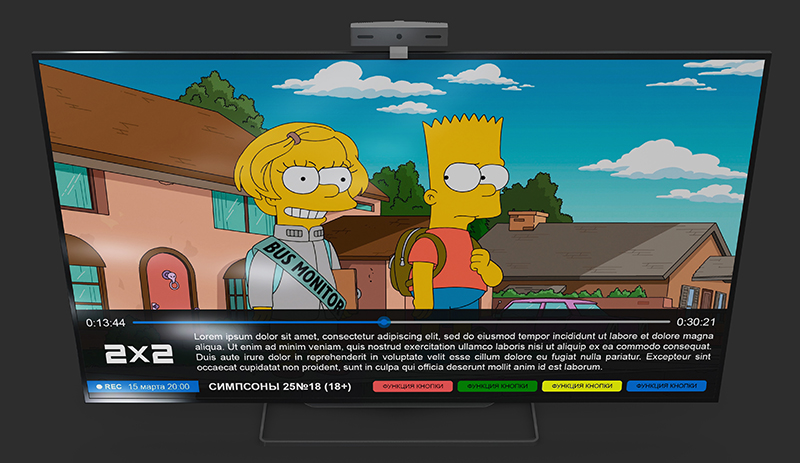 BUS MONITOR
0:13:44
0:30:21
2x2
Lorem ipsum dolor sit amet, consectetur adipiscing elit, sed do eiusmod tempor incididunt ut labore et dolore magna
aliqua. Ut enim ad minim veniam, quis nostrud exercitation ullamco laboris nisi ut aliquip ex ea commodo consequat.
Duis aute irure dolor in reprehenderit in voluptate velit esse cillum dolore eu fugiat nulla pariatur. Excepteur sint
occaecat cupidatat non proident, sunt in culpa qui officia deserunt mollit anim id est laborum.
REC 15 марта 20:00 СИМПСОНЫ 25№18 (18+) ФУНКЦИЯ КНОПКИ ФУНКЦИЯ КНОПКИ ФУНКЦИЯ КНОПКИ ФУНКЦИЯ КНОПКИ